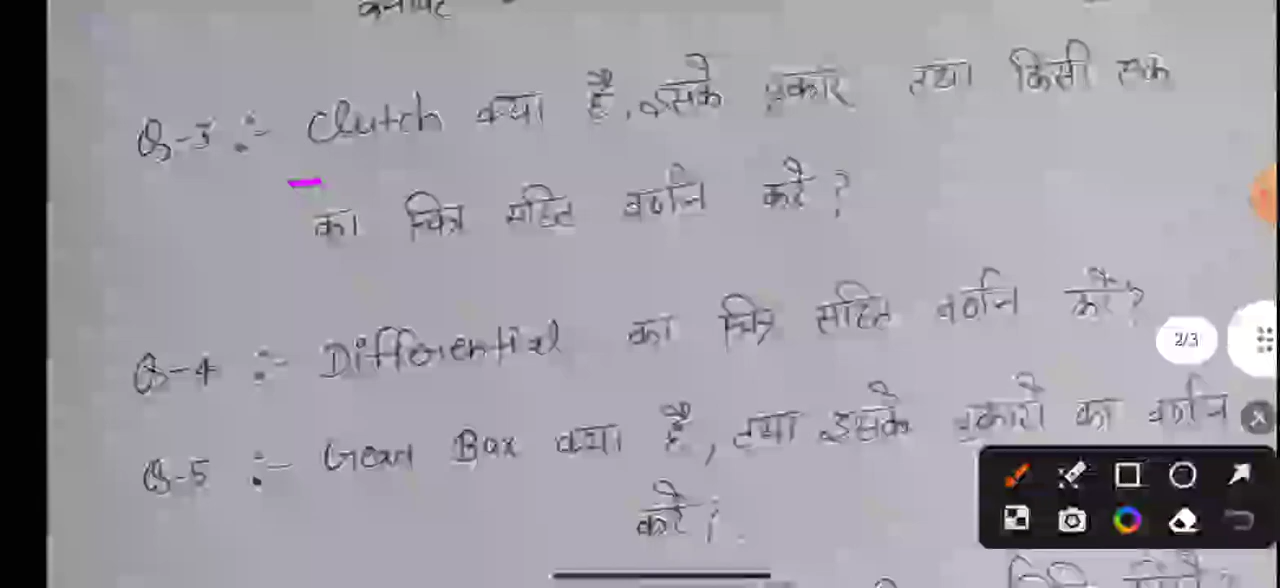 Q-3 :- Clutch क्या है, इसके प्रकार तथा किसी एक
का चित्र सहित वर्णन करे ?
Q-4 :- Differential का चित्र सहित वर्णन करे ?
2/3
Q-5 :- Gear Box क्या है, तथा इसके प्रकारो का वर्णन
करे ?